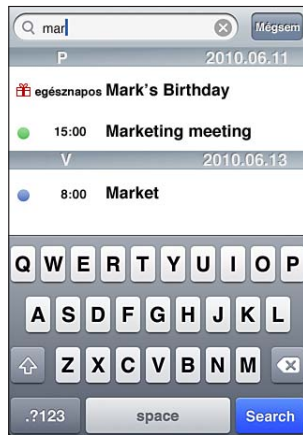 mar Mégsem
P 2010.06.11
egésznapos Mark's Birthday
15:00 Marketing meeting
V 2010.06.13
8:00 Market
Q W E R T Y U I O P
A S D F G H J K L
Z X C V B N M
.?123 space Search